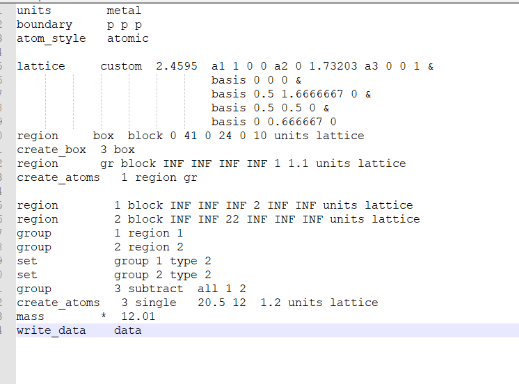 units metal
boundary p p p
atom_style atomic
lattice custom 2.4595 a1 1 0 0 a2 0 1.73203 a3 0 0 1 &
basis 0 0 0 &
basis 0.5 1.6666667 0 &
basis 0.5 0.5 0 &
basis 0 0.666667 0
region box block 0 41 0 24 0 10 units lattice
create_box 3 box
region gr block INF INF INF INF 1 1.1 units lattice
create_atoms 1 region gr
region 1 block INF INF INF 2 INF INF units lattice
region 2 block INF INF 22 INF INF INF units lattice
group 1 region 1
group 2 region 2
set group 1 type 2
set group 2 type 2
group 3 subtract all 1 2
create_atoms 3 single 20.5 12 1.2 units lattice
mass * 12.01
write_data data